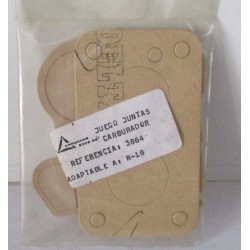 JUEGO JUNTAS
CARBURADOR
REFERENCIA: 3864
ADAPTABLE A: R-18